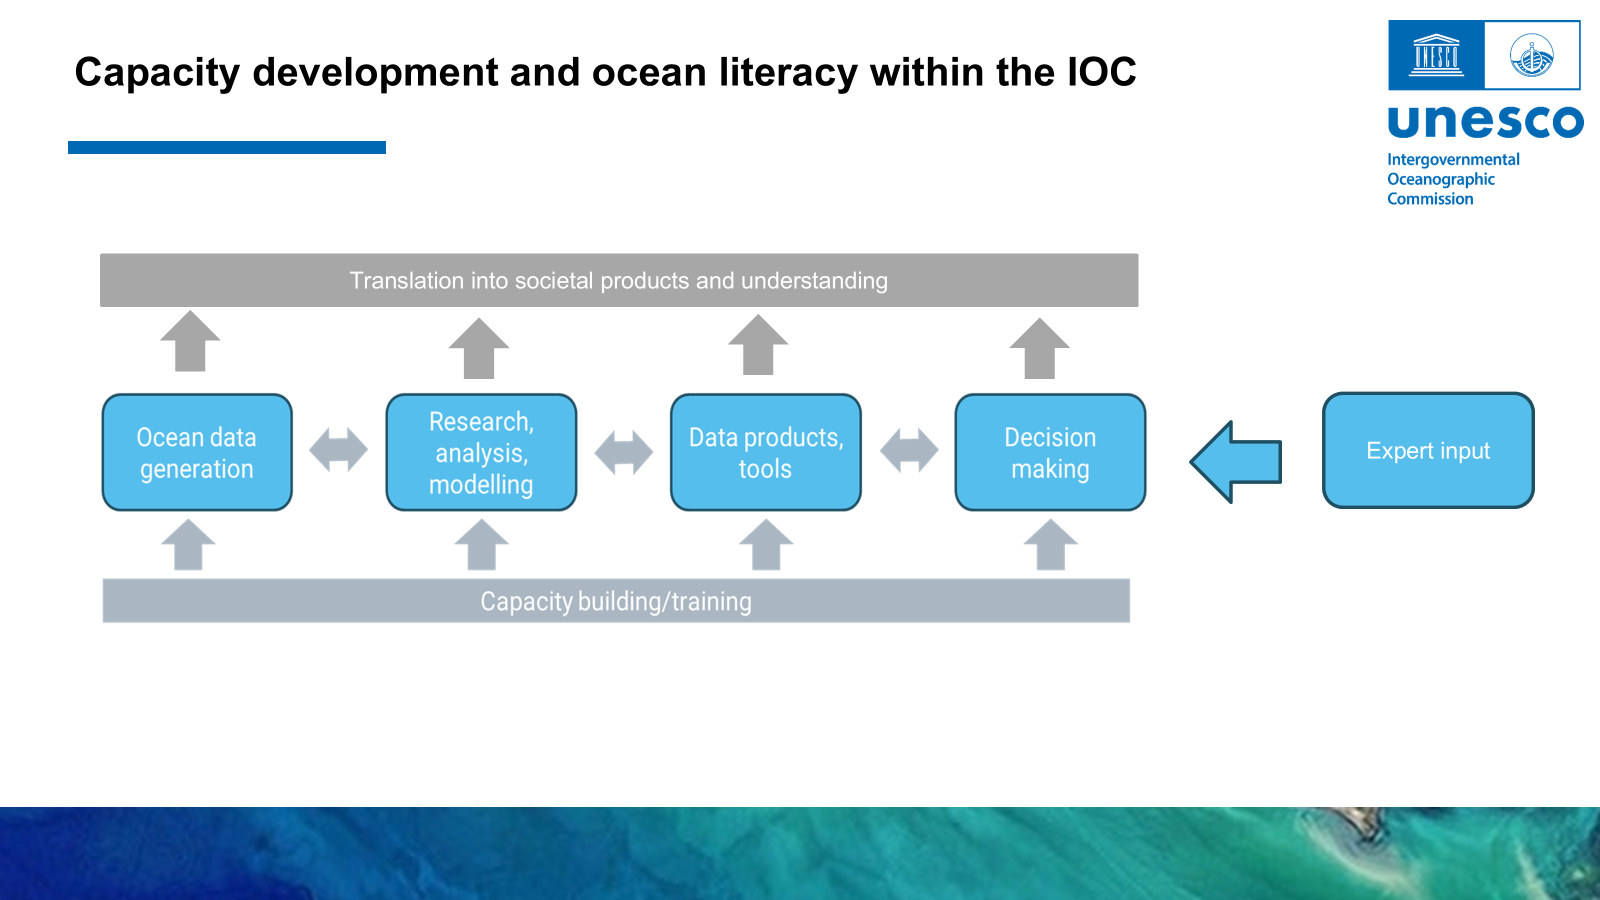 Capacity development and ocean literacy within the IOC
UNESCO
unesco
Intergovernmental
Oceanographic
Commission
Translation into societal products and understanding
Ocean data
generation
Research,
analysis,
modelling
Data products,
tools
Decision
making
Expert input
Capacity building/training